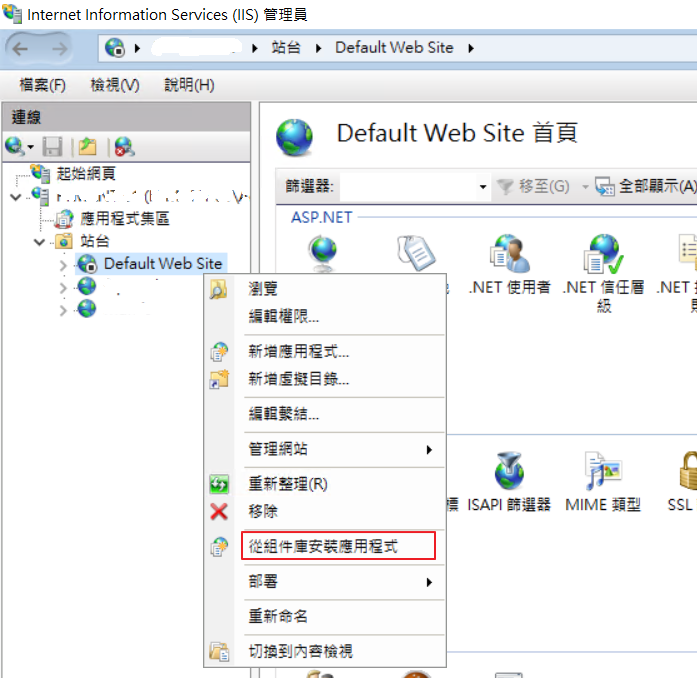 Internet Information Services (IIS) 管理員
站台 Default Web Site
檔案(F) 檢視(V) 說明(H)
連線
起始網頁
應用程式集區
站台
Default Web Site
Default Web Site 首頁
篩選器: 移至(G) 全部顯示(A)
ASP.NET
.NET 使用者 .NET 信任層級 .NET
標 ISAPI 篩選器 MIME 類型 SSL
瀏覽
編輯權限...
新增應用程式...
新增虛擬目錄...
編輯繫結...
管理網站
重新整理(R)
移除
從組件庫安裝應用程式
部署
重新命名
切換到內容檢視